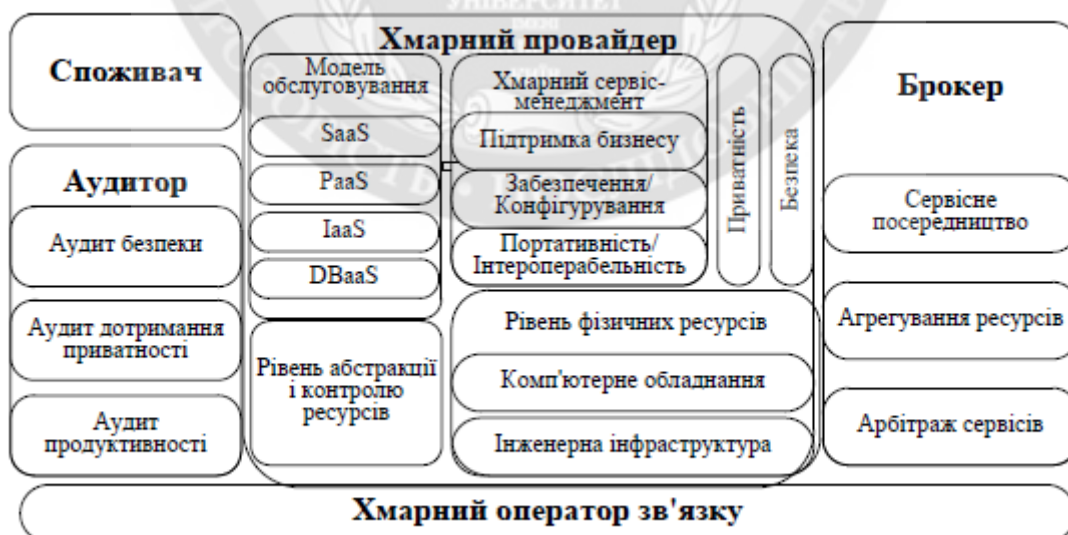 УНІВЕРСИТЕТ
Споживач
Аудитор
Аудит безпеки
Аудит дотримання
приватності
Аудит
продуктивності
Хмарний провайдер
Модель
обслуговування
SaaS
PaaS
IaaS
DBaaS
Рівень абстракції
і контролю
ресурсів
Хмарний сервіс-
менеджмент
Підтримка бизнесу
Забезпечення/
Конфігурування
Портативність/
Інтероперабельність
Приватність
Безпека
Рівень фізичних ресурсів
Комп'ютерне обладнання
Інженерна інфраструктура
Брокер
Сервісне
посередництво
Агрегування ресурсів
Арбітраж сервісів
Хмарний оператор зв'язку